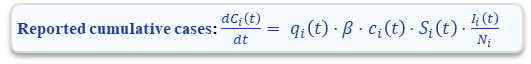 Reported cumulative cases: dC_i(t)/dt = q_i(t) · β · c_i(t) · S_i(t) · I_i(t)/N_i